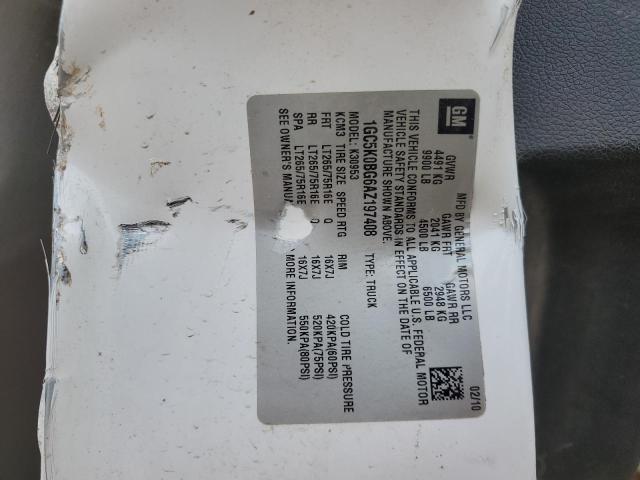 GM
MFD BY GENERAL MOTORS LLC
02/10
GVWR GAWR FRT GAWR RR
4491 KG 2041 KG 2948 KG
9900 LB 4500 LB 6500 LB
THIS VEHICLE CONFORMS TO ALL APPLICABLE U.S. FEDERAL MOTOR
VEHICLE SAFETY STANDARDS IN EFFECT ON THE DATE OF
MANUFACTURE SHOWN ABOVE.
1GC5K0BG6AZ197408 TYPE: TRUCK
MODEL: K30953
KCM3 TIRE SIZE SPEED RTG RIM COLD TIRE PRESSURE
FRT LT265/75R16E Q 16X7J 420KPA(60PSI)
RR LT265/75R16E Q 16X7J 520KPA(75PSI)
SPA LT265/75R16E 16X7J 550KPA(80PSI)
SEE OWNER'S MANUAL MORE INFORMATION.